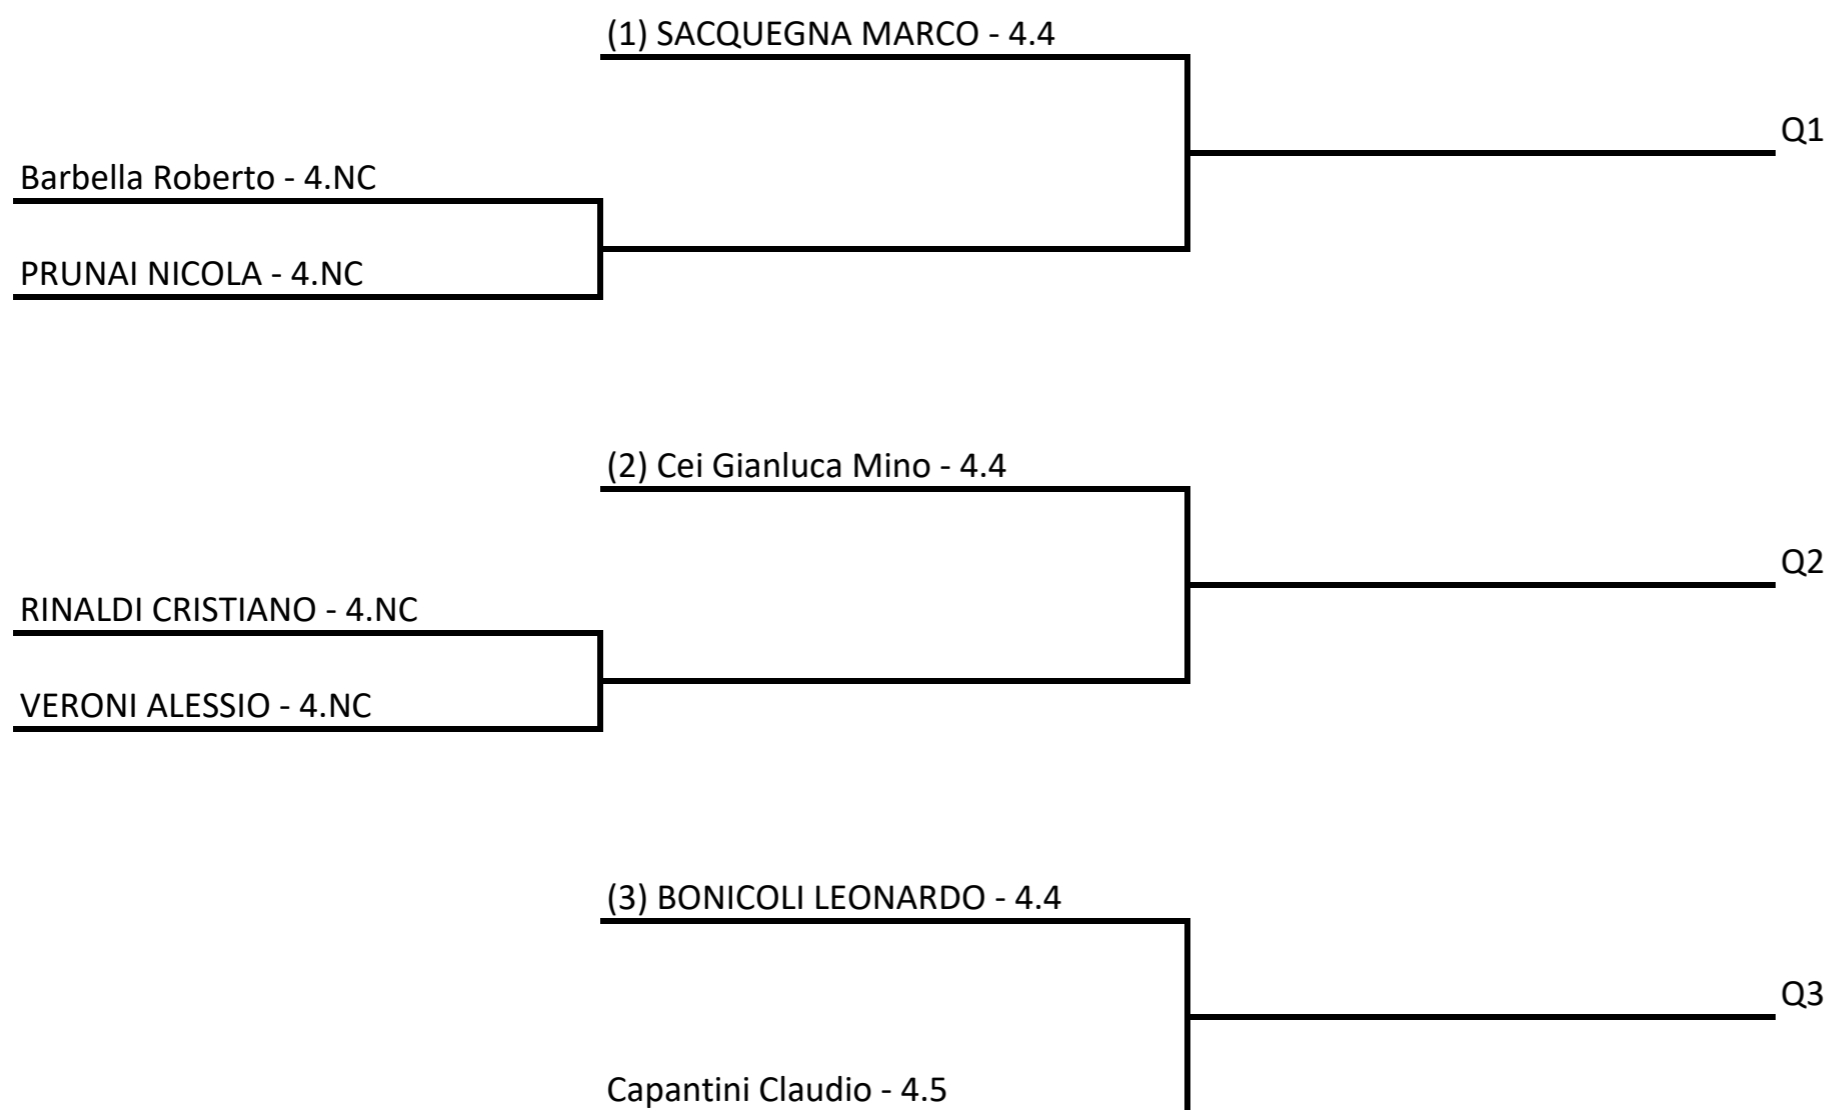 (1) SACQUEGNA MARCO - 4.4
Q1
Barbella Roberto - 4.NC
PRUNAI NICOLA - 4.NC
(2) Cei Gianluca Mino - 4.4
Q2
RINALDI CRISTIANO - 4.NC
VERONI ALESSIO - 4.NC
(3) BONICOLI LEONARDO - 4.4
Q3
Capantini Claudio - 4.5